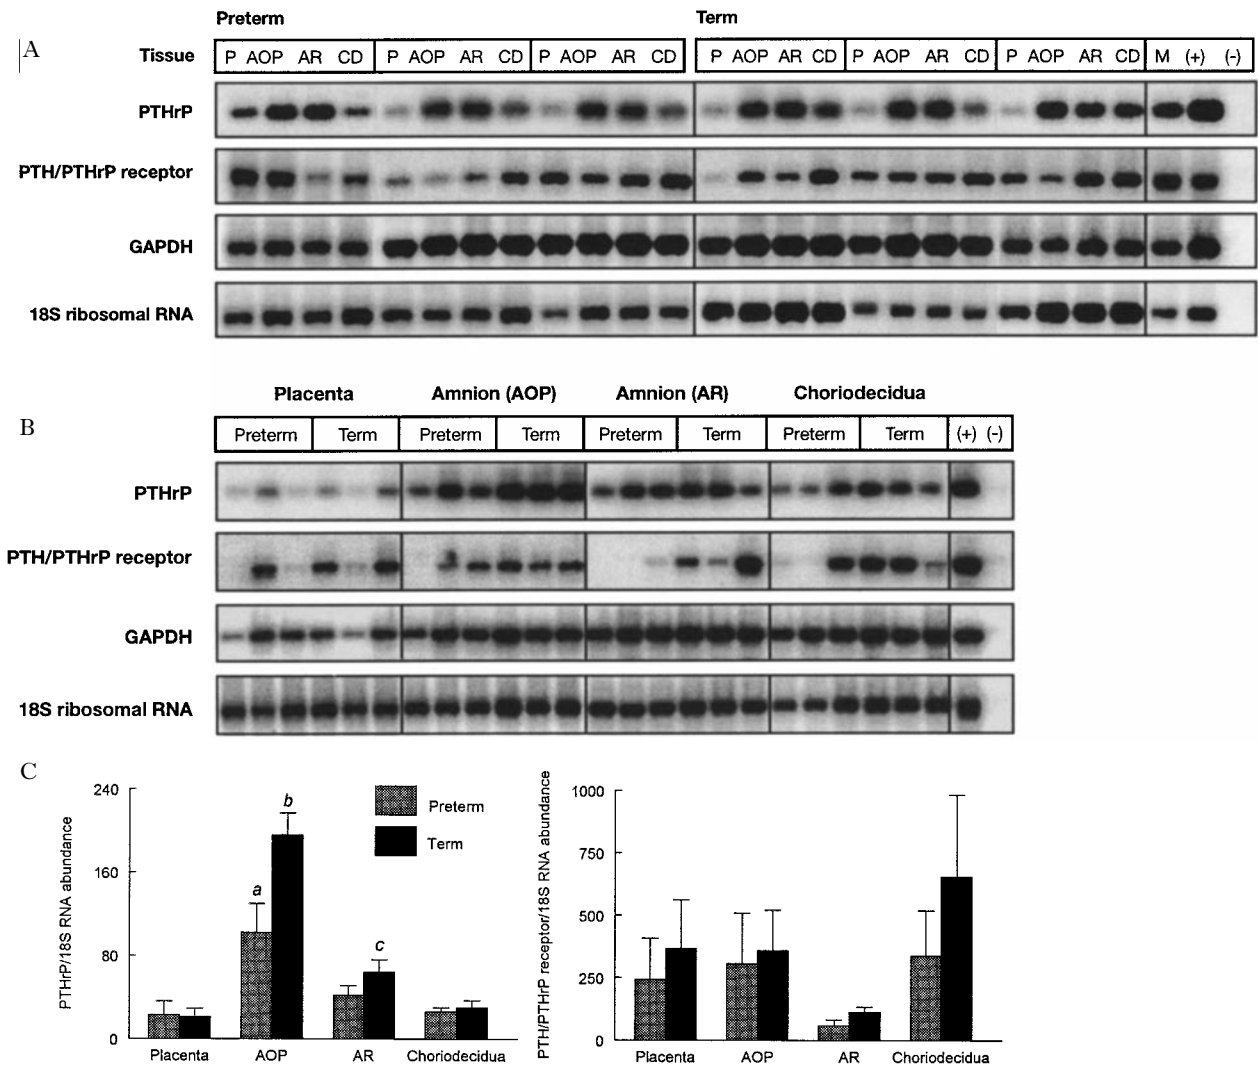 Preterm Term
A Tissue P AOP AR CD P AOP AR CD P AOP AR CD P AOP AR CD P AOP AR CD P AOP AR CD M (+) (-)
PTHrP
PTH/PTHrP receptor
GAPDH
18S ribosomal RNA
Placenta Amnion (AOP) Amnion (AR) Choriodecidua
B Preterm Term Preterm Term Preterm Term Preterm Term (+) (-)
PTHrP
PTH/PTHrP receptor
GAPDH
18S ribosomal RNA
C
PTHrP/18S RNA abundance
240
160
80
0
a
b
c
Preterm
Term
Placenta AOP AR Choriodecidua
PTH/PTHrP receptor/18S RNA abundance
1000
750
500
250
0
Placenta AOP AR Choriodecidua